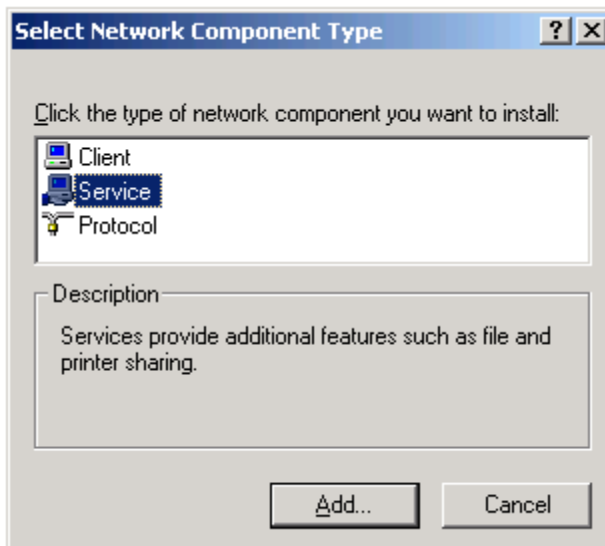 Select Network Component Type
Click the type of network component you want to install:
Client
Service
Protocol
Description
Services provide additional features such as file and
printer sharing.
Add... Cancel